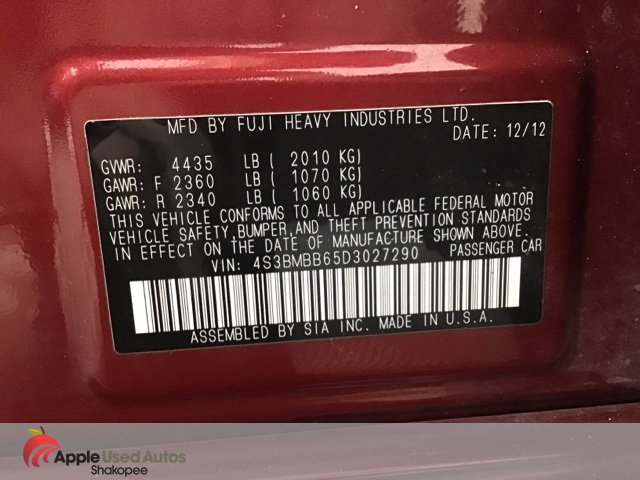 MFD BY FUJI HEAVY INDUSTRIES LTD.
DATE: 12/12
GVWR: 4435 LB ( 2010 KG)
GAWR: F 2360 LB ( 1070 KG)
GAWR: R 2340 LB ( 1060 KG)
THIS VEHICLE CONFORMS TO ALL APPLICABLE FEDERAL MOTOR
VEHICLE SAFETY, BUMPER, AND THEFT PREVENTION STANDARDS
IN EFFECT ON THE DATE OF MANUFACTURE SHOWN ABOVE.
VIN: 4S3BMBB65D3027290 PASSENGER CAR
ASSEMBLED BY SIA INC. MADE IN U.S.A.
Apple Used Autos
Shakopee